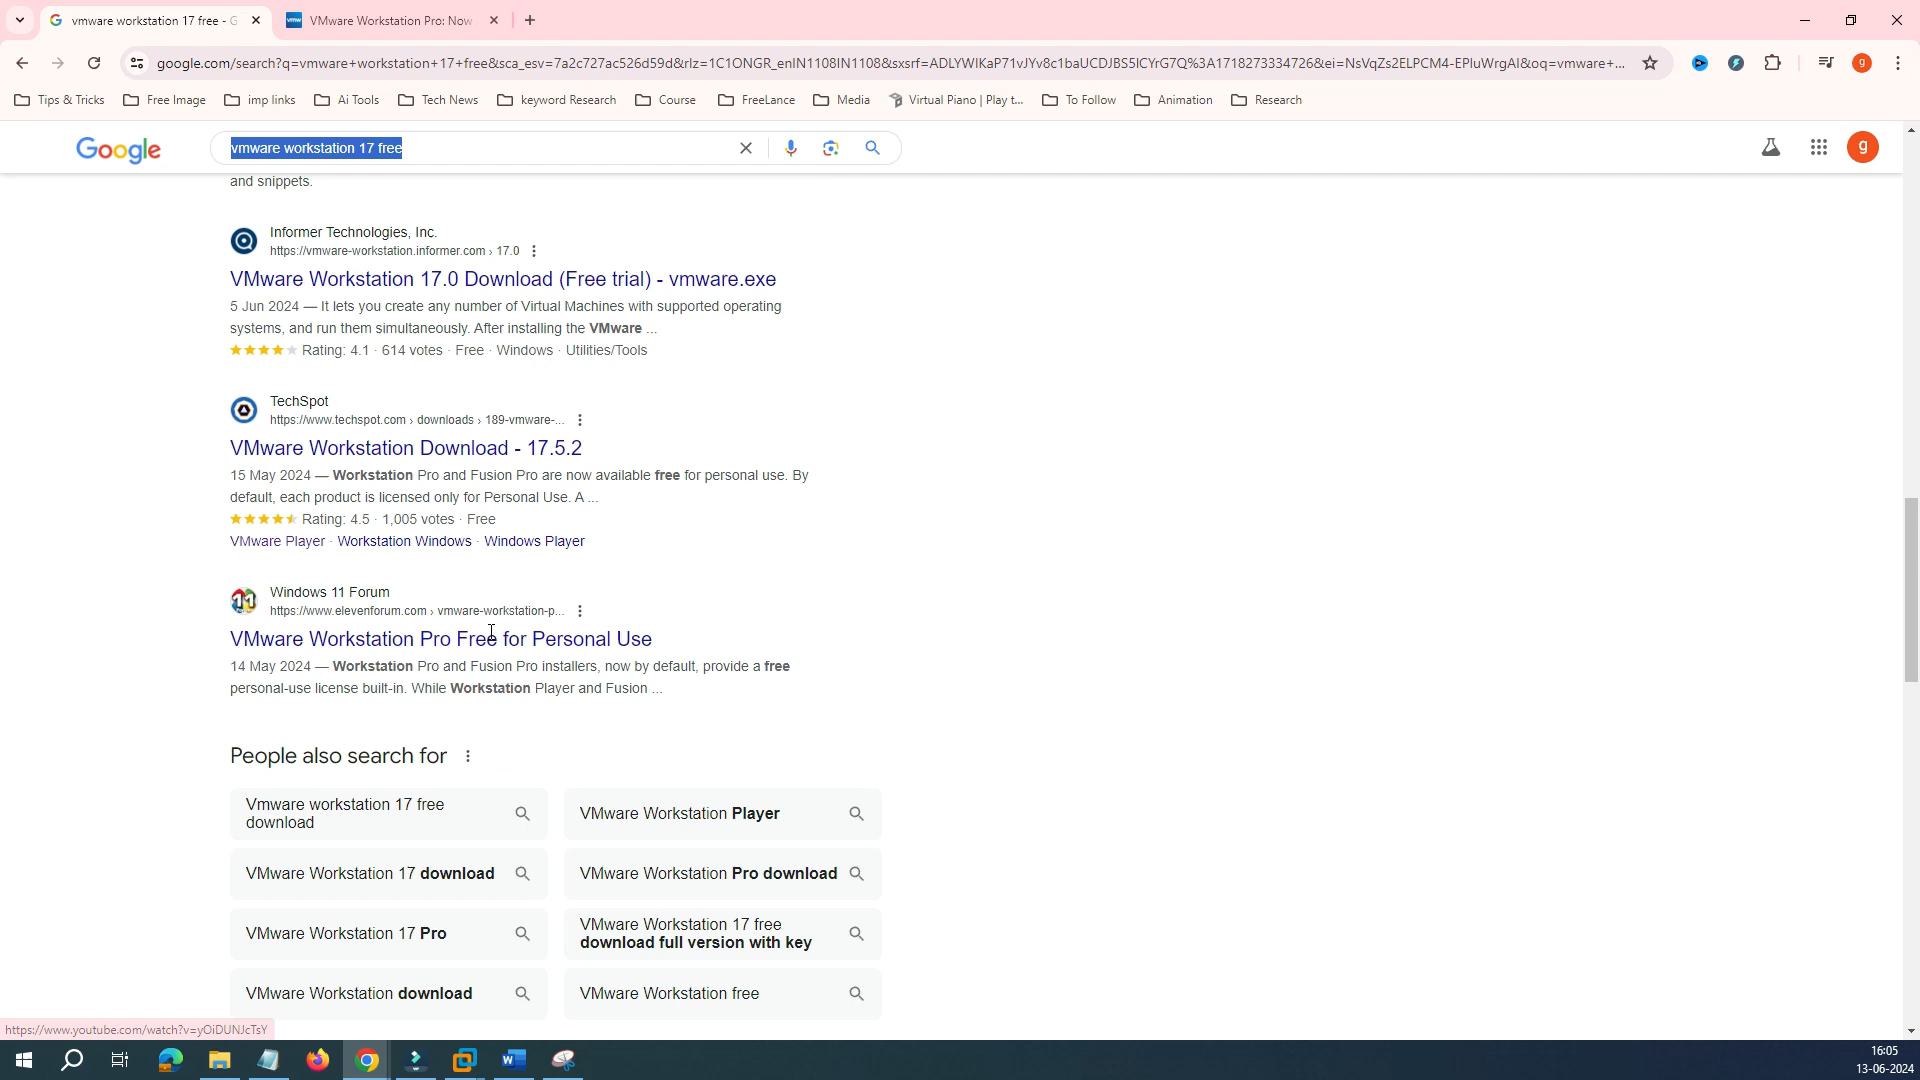 vmware workstation 17 free - G
VMware Workstation Pro: Now
google.com/search?q=vmware+workstation+17+free&sca_esv=7a2c727ac526d59d&rlz=1C1ONGR_enIN1108IN1108&sxsrf=ADLYWIKaP71vJYv8c1baUCDJBS5lCYrG7Q%3A1718273334726&ei=NsVqZs2ELPCM4-EPluWrgAI&oq=vmware+...
g
Tips & Tricks
Free Image
imp links
Ai Tools
Tech News
keyword Research
Course
FreeLance
Media
Virtual Piano | Play t...
To Follow
Animation
Research
Google
vmware workstation 17 free
g
and snippets.
Informer Technologies, Inc.
https://vmware-workstation.informer.com › 17.0
VMware Workstation 17.0 Download (Free trial) - vmware.exe
5 Jun 2024 — It lets you create any number of Virtual Machines with supported operating
systems, and run them simultaneously. After installing the VMware ...
Rating: 4.1 · 614 votes · Free · Windows · Utilities/Tools
TechSpot
https://www.techspot.com › downloads › 189-vmware-...
VMware Workstation Download - 17.5.2
15 May 2024 — Workstation Pro and Fusion Pro are now available free for personal use. By
default, each product is licensed only for Personal Use. A ...
Rating: 4.5 · 1,005 votes · Free
VMware Player · Workstation Windows · Windows Player
11
Windows 11 Forum
https://www.elevenforum.com › vmware-workstation-p...
VMware Workstation Pro Free for Personal Use
14 May 2024 — Workstation Pro and Fusion Pro installers, now by default, provide a free
personal-use license built-in. While Workstation Player and Fusion ...
People also search for
Vmware workstation 17 free
download
VMware Workstation Player
VMware Workstation 17 download
VMware Workstation Pro download
VMware Workstation 17 Pro
VMware Workstation 17 free
download full version with key
VMware Workstation download
VMware Workstation free
https://www.youtube.com/watch?v=yOiDUNJcTsY
16:05
13-06-2024